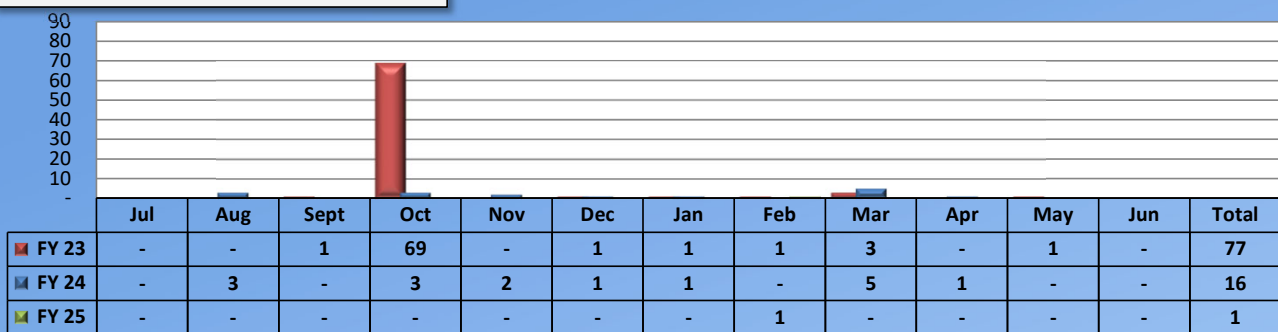 90
80
70
60
50
40
30
20
10
-
Jul Aug Sept Oct Nov Dec Jan Feb Mar Apr May Jun Total
FY 23 - - 1 69 - 1 1 1 3 - 1 - 77
FY 24 - 3 - 3 2 1 1 - 5 1 - - 16
FY 25 - - - - - - - 1 - - - - 1